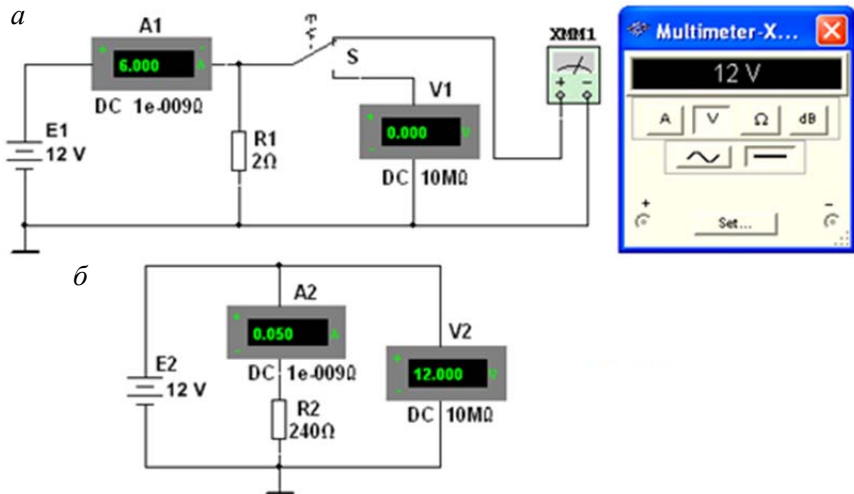 а
A1
+ 6.000 - A
DC 1e-009Ω
E1
12 V
R1
2Ω
S
V1
+ 0.000 - V
DC 10MΩ
XMM1
+ -
Multimeter-X...
12 V
A V Ω dB
+ -
Set...
б
A2
+ 0.050 - A
DC 1e-009Ω
E2
12 V
R2
240Ω
V2
+ 12.000 - V
DC 10MΩ